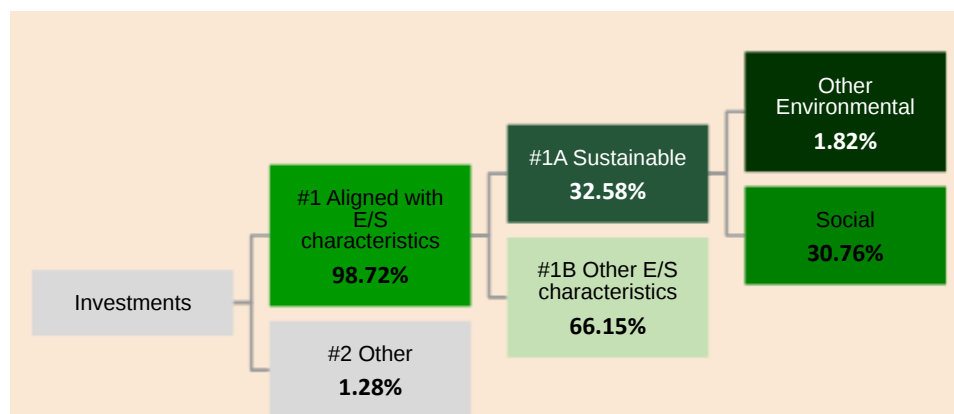 Investments
#1 Aligned with
E/S
characteristics
98.72%
#2 Other
1.28%
#1A Sustainable
32.58%
#1B Other E/S
characteristics
66.15%
Other
Environmental
1.82%
Social
30.76%